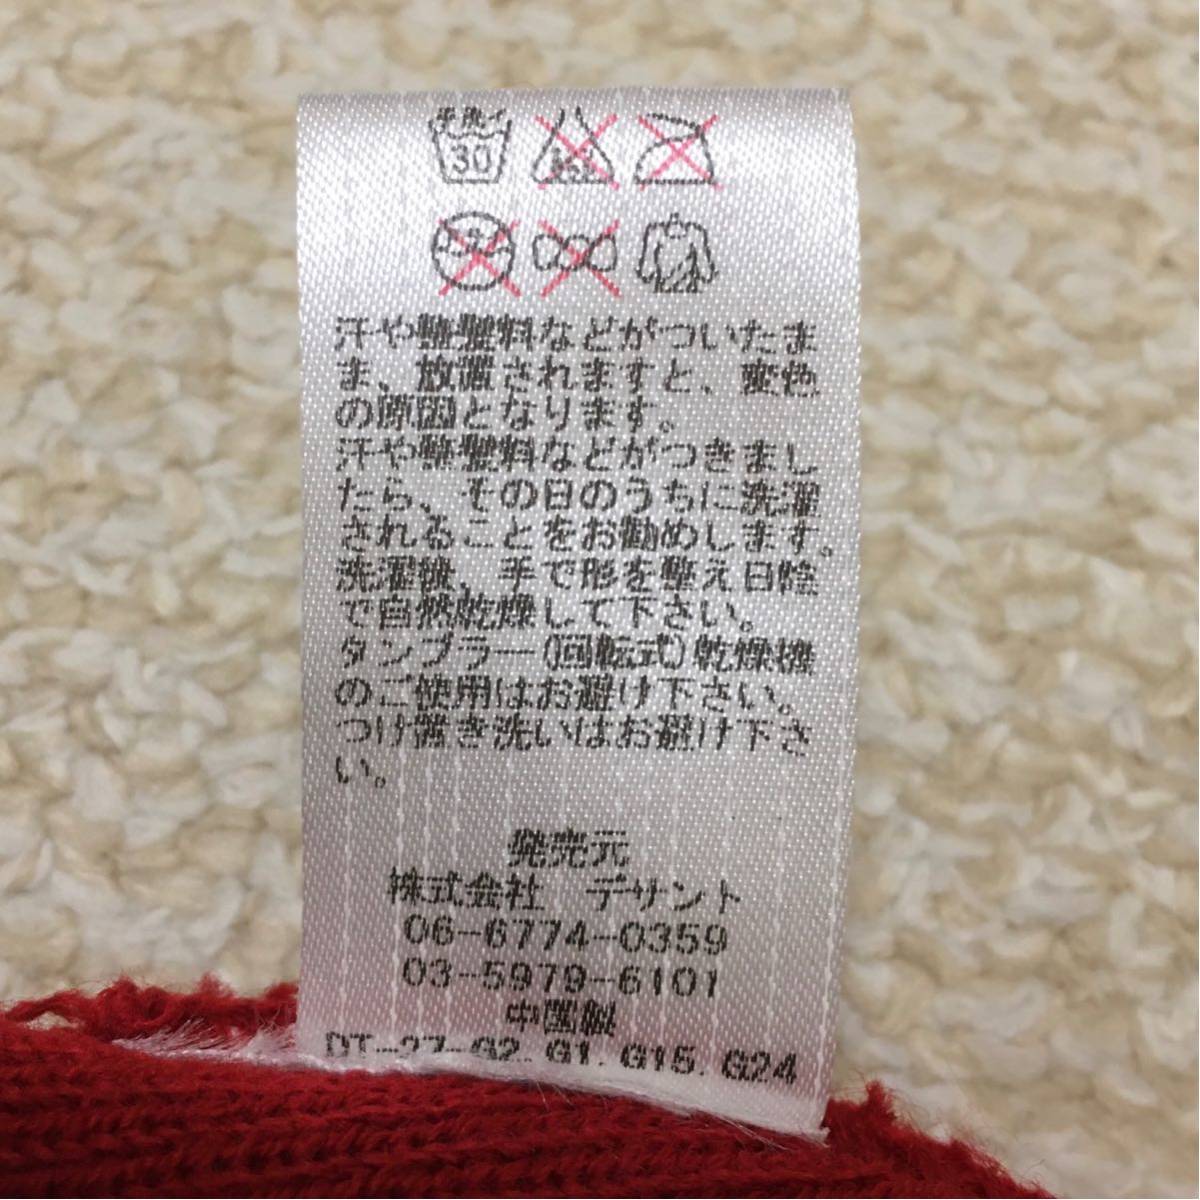 手洗イ
30
汗や整髪料などがついたま
ま、放置されますと、変色
の原因となります。
汗や整髪料などがつきまし
たら、その日のうちに洗濯
されることをお勧めします。
洗濯後、手で形を整え日陰
で自然乾燥して下さい。
タンブラー(回転式)乾燥機
のご使用はお避け下さい。
つけ置き洗いはお避け下さ
い。
発売元
株式会社 デサント
06-6774-0359
03-5979-6101
中国製
DT-27-G2. G1. G15. G24